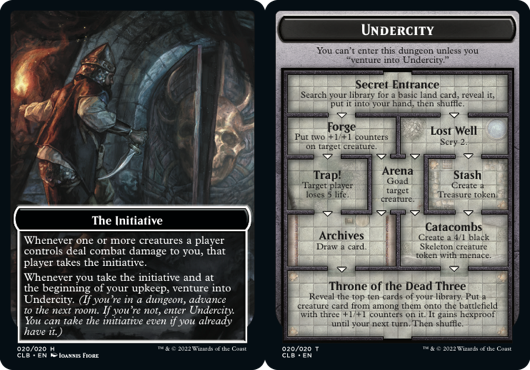 The Initiative
Whenever one or more creatures a player
controls deal combat damage to you, that
player takes the initiative.
Whenever you take the initiative and at
the beginning of your upkeep, venture into
Undercity. (If you're in a dungeon, advance
to the next room. If you're not, enter Undercity.
You can take the initiative even if you already
have it.)
020/020 H
CLB • EN Ioannis Fiore
™ & © 2022 Wizards of the Coast
Undercity
You can't enter this dungeon unless you
"venture into Undercity."
Secret Entrance
Search your library for a basic land card, reveal it,
put it into your hand, then shuffle.
Forge
Put two +1/+1 counters
on target creature.
Lost Well
Scry 2.
Trap!
Target player
loses 5 life.
Arena
Goad
target
creature.
Stash
Create a
Treasure token.
Archives
Draw a card.
Catacombs
Create a 4/1 black
Skeleton creature
token with menace.
Throne of the Dead Three
Reveal the top ten cards of your library. Put a
creature card from among them onto the battlefield
with three +1/+1 counters on it. It gains hexproof
until your next turn. Then shuffle.
020/020 T
CLB • EN
™ & © 2022 Wizards of the Coast